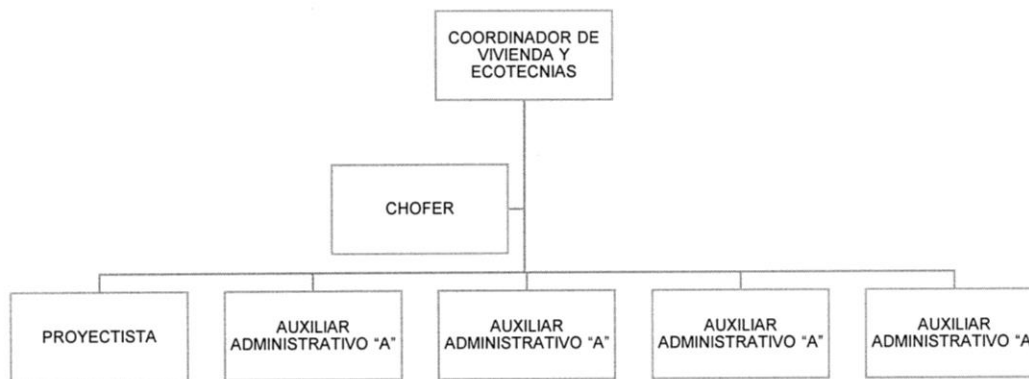 COORDINADOR DE
VIVIENDA Y
ECOTECNIAS
CHOFER
PROYECTISTA
AUXILIAR
ADMINISTRATIVO “A”
AUXILIAR
ADMINISTRATIVO “A”
AUXILIAR
ADMINISTRATIVO “A”
AUXILIAR
ADMINISTRATIVO “A